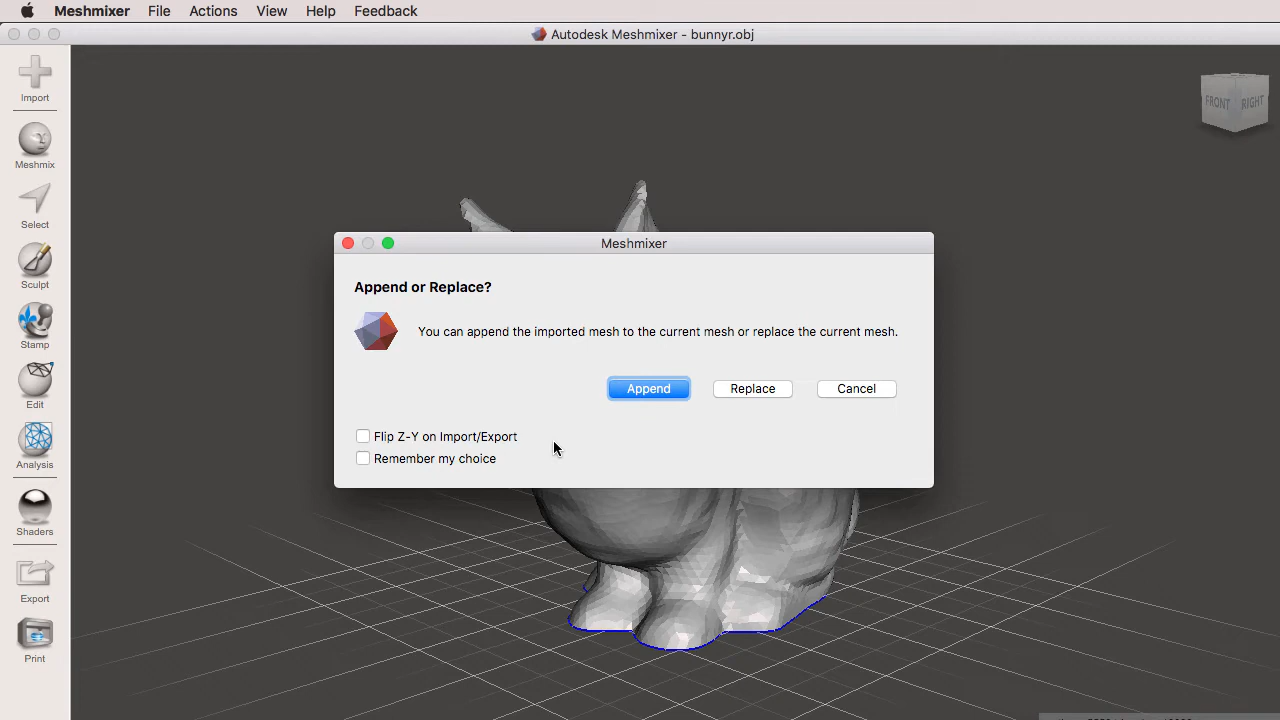 Meshmixer File Actions View Help Feedback
Autodesk Meshmixer - bunnyr.obj
Import
Meshmix
Select
Sculpt
Stamp
Edit
Analysis
Shaders
Export
Print
FRONT RIGHT
Meshmixer
Append or Replace?
You can append the imported mesh to the current mesh or replace the current mesh.
Append Replace Cancel
Flip Z-Y on Import/Export
Remember my choice